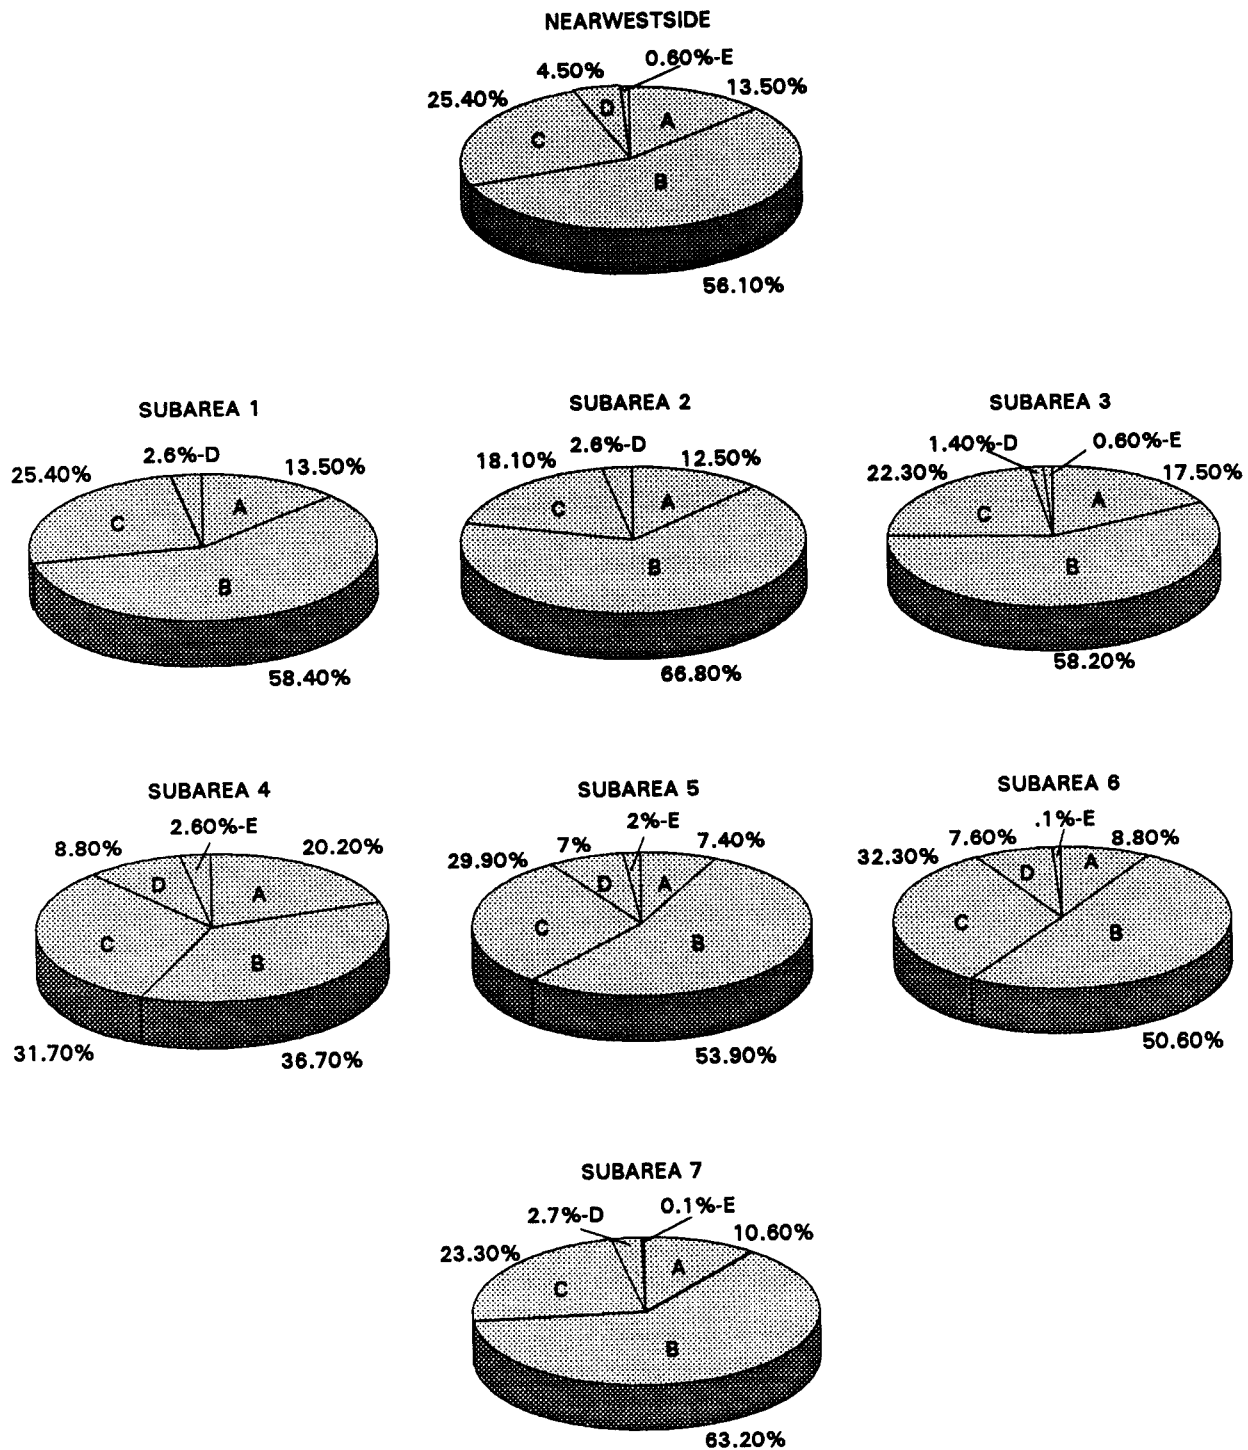 NEARWESTSIDE
0.60%-E
4.50%
13.50%
25.40%
D
A
C
B
56.10%
SUBAREA 1
2.6%-D
25.40%
13.50%
A
C
B
58.40%
SUBAREA 2
2.6%-D
18.10%
12.50%
A
C
B
66.80%
SUBAREA 3
1.40%-D
0.60%-E
22.30%
17.50%
A
C
B
58.20%
SUBAREA 4
2.60%-E
8.80%
20.20%
D
A
C
B
31.70%
36.70%
SUBAREA 5
2%-E
29.90%
7%
7.40%
D
A
C
B
53.90%
SUBAREA 6
.1%-E
32.30%
7.60%
8.80%
D
A
C
B
50.60%
SUBAREA 7
0.1%-E
2.7%-D
10.60%
23.30%
A
C
B
63.20%